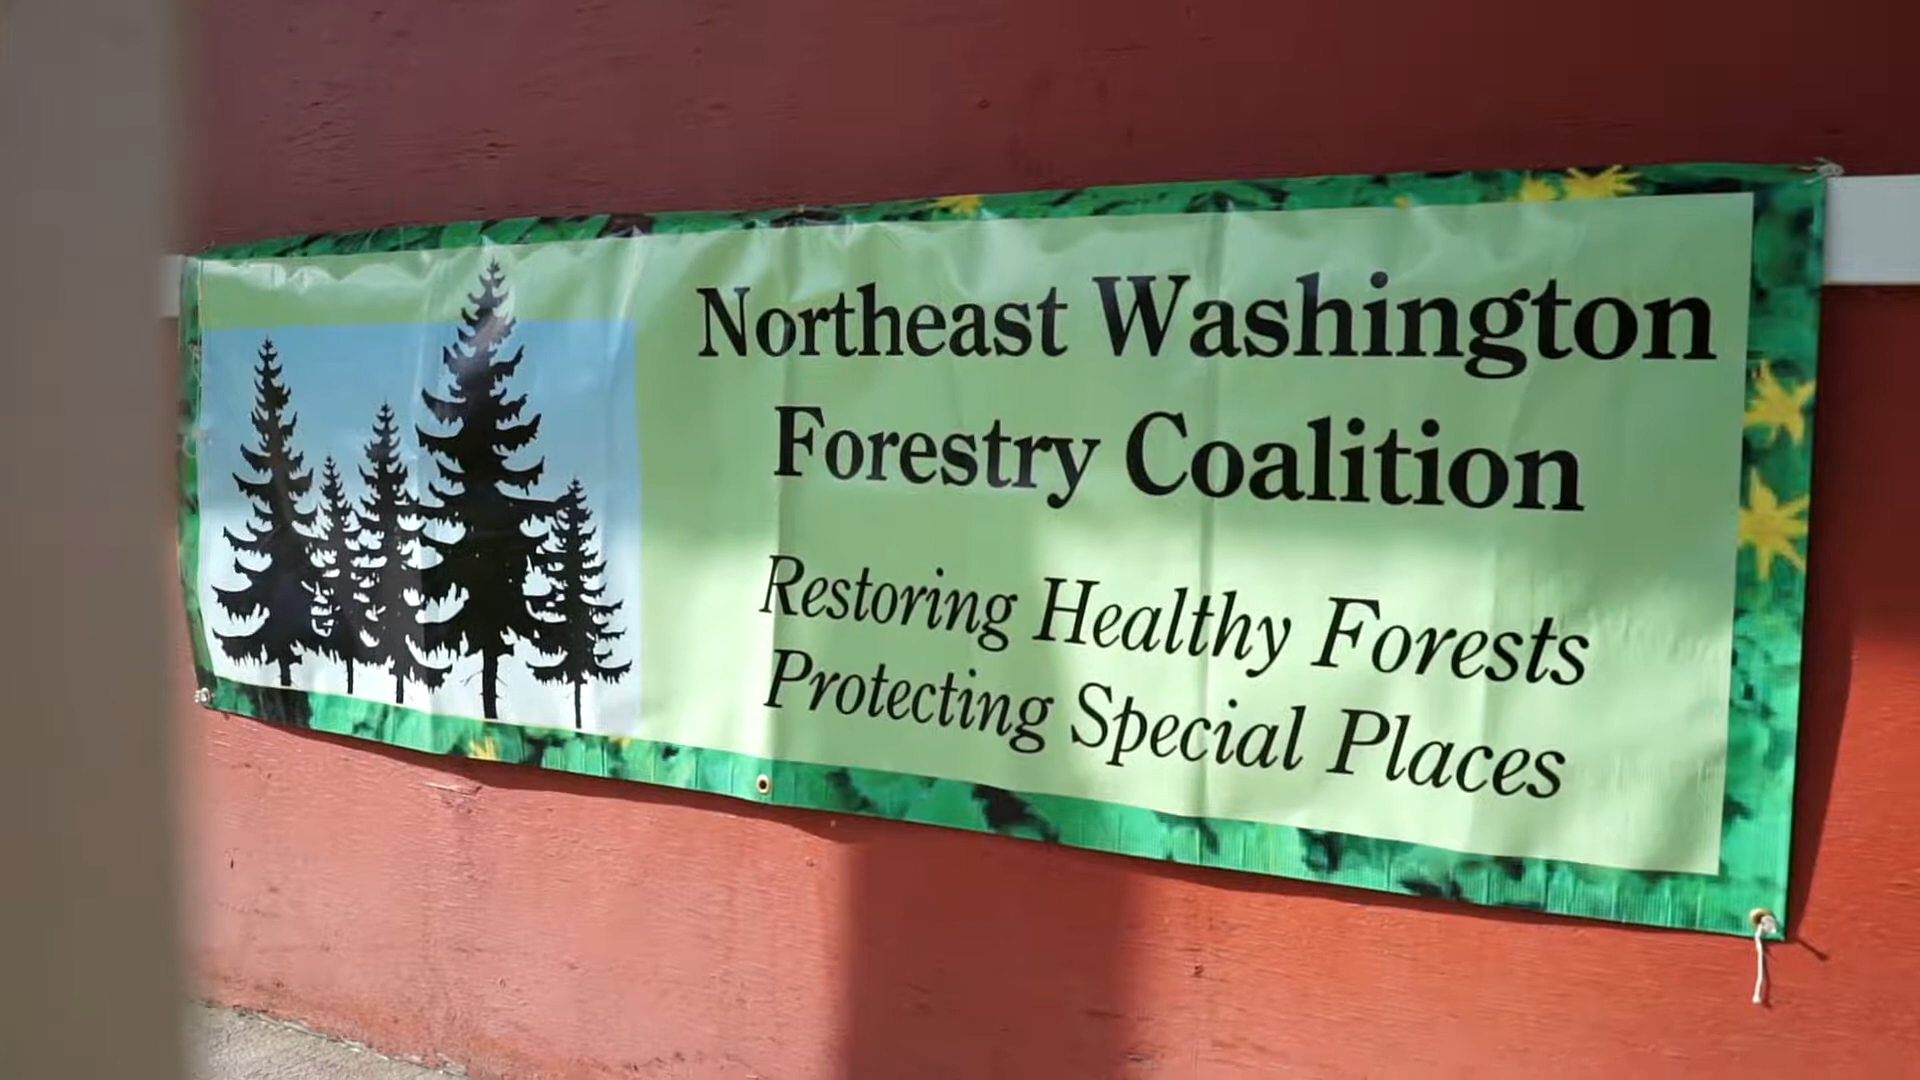 Northeast Washington
Forestry Coalition
Restoring Healthy Forests
Protecting Special Places